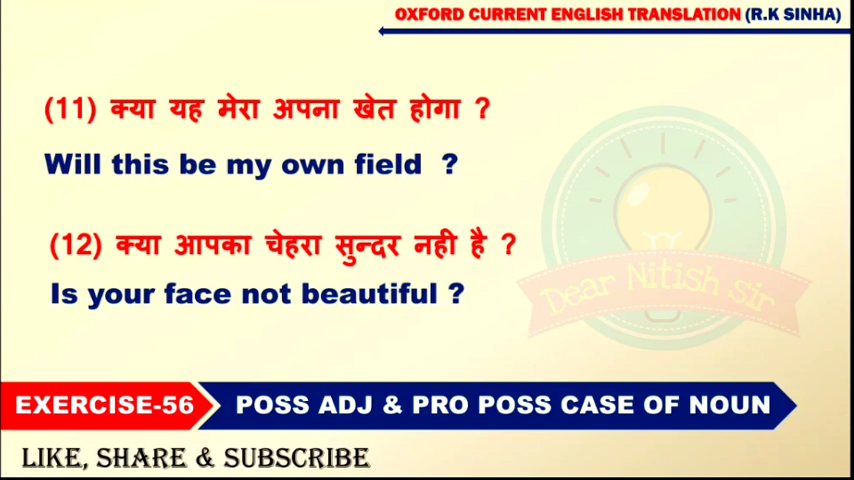 OXFORD CURRENT ENGLISH TRANSLATION (R.K SINHA)
(11) क्या यह मेरा अपना खेत होगा ?
Will this be my own field ?
(12) क्या आपका चेहरा सुन्दर नही है ?
Is your face not beautiful ?
Dear Nitish Sir
EXERCISE-56 POSS ADJ & PRO POSS CASE OF NOUN
LIKE, SHARE & SUBSCRIBE